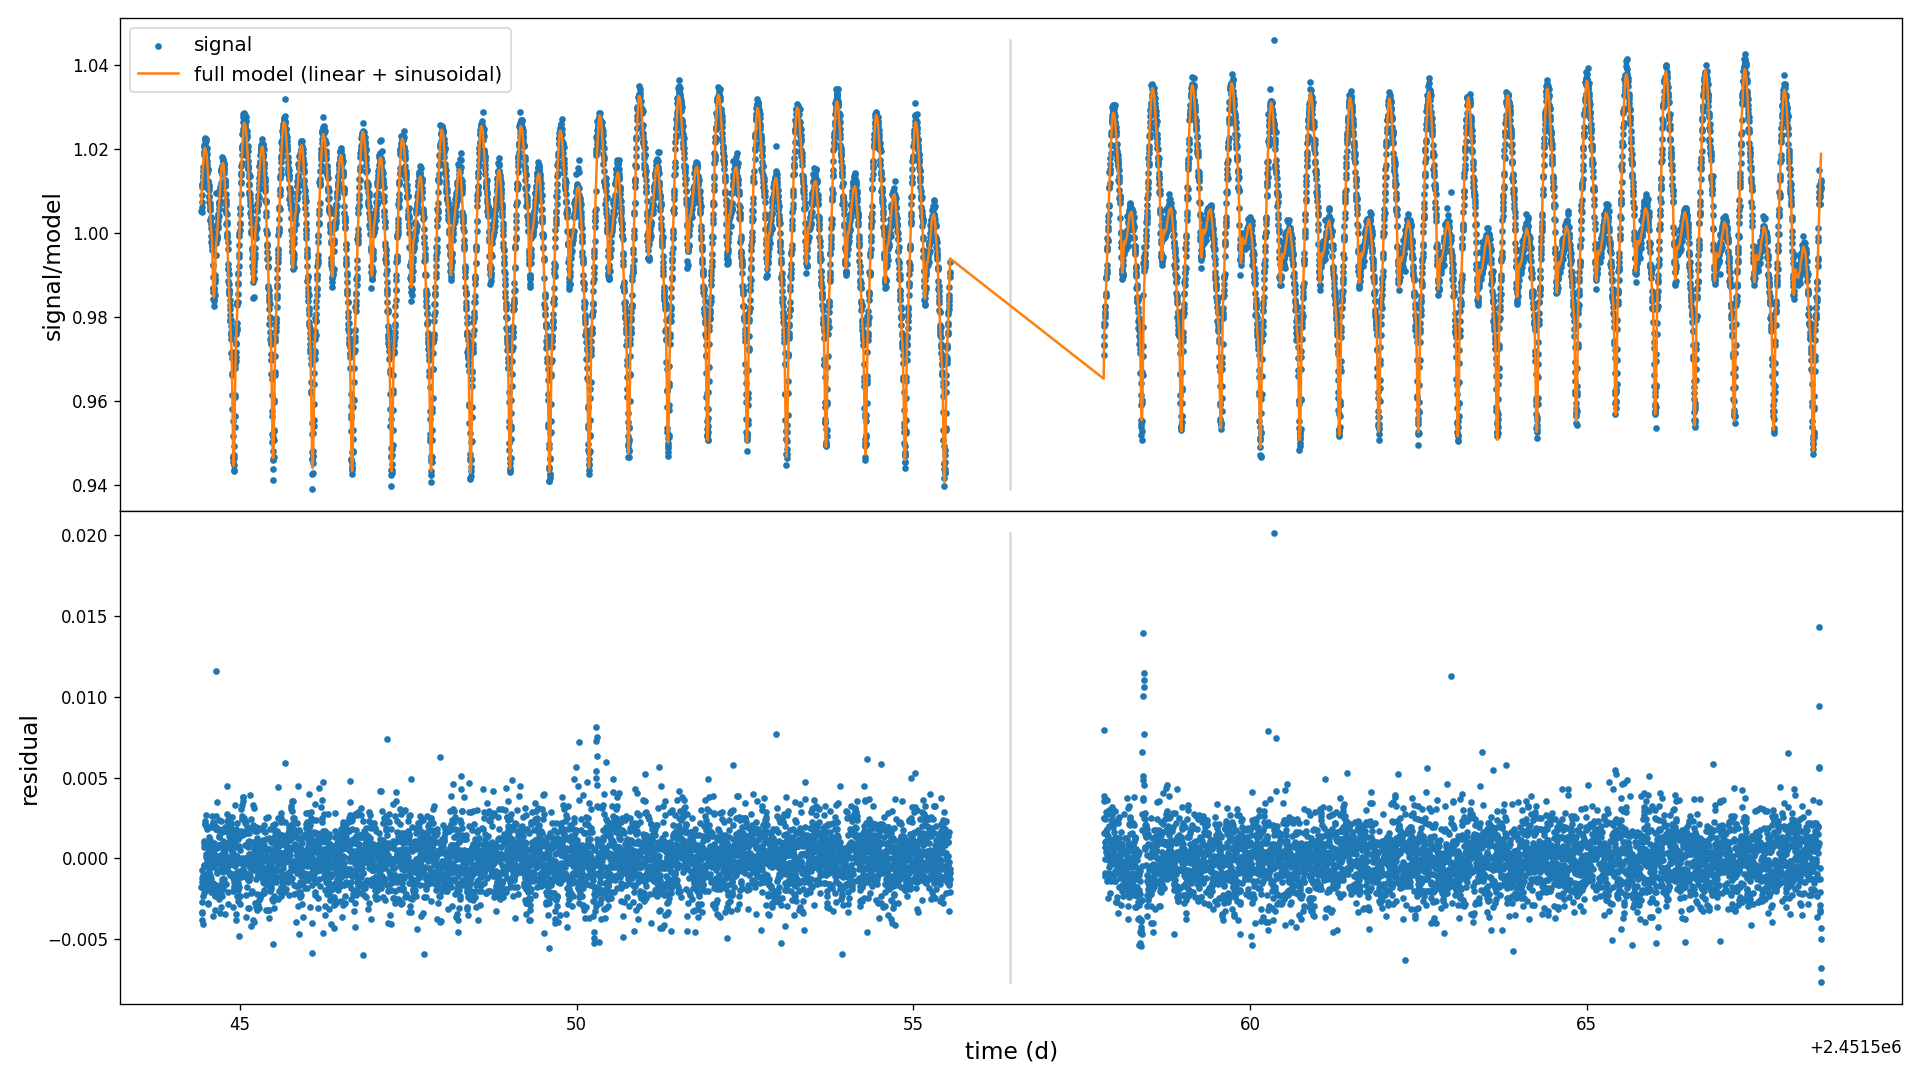 signal
full model (linear + sinusoidal)
1.04
1.02
1.00
0.98
0.96
0.94
signal/model
0.020
0.015
0.010
0.005
0.000
−0.005
residual
45
50
55
60
65
time (d)
+2.4515e6